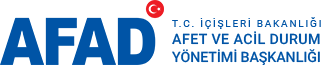 AFAD
T.C. İÇİŞLERİ BAKANLIĞI
AFET VE ACİL DURUM
YÖNETİMİ BAŞKANLIĞI